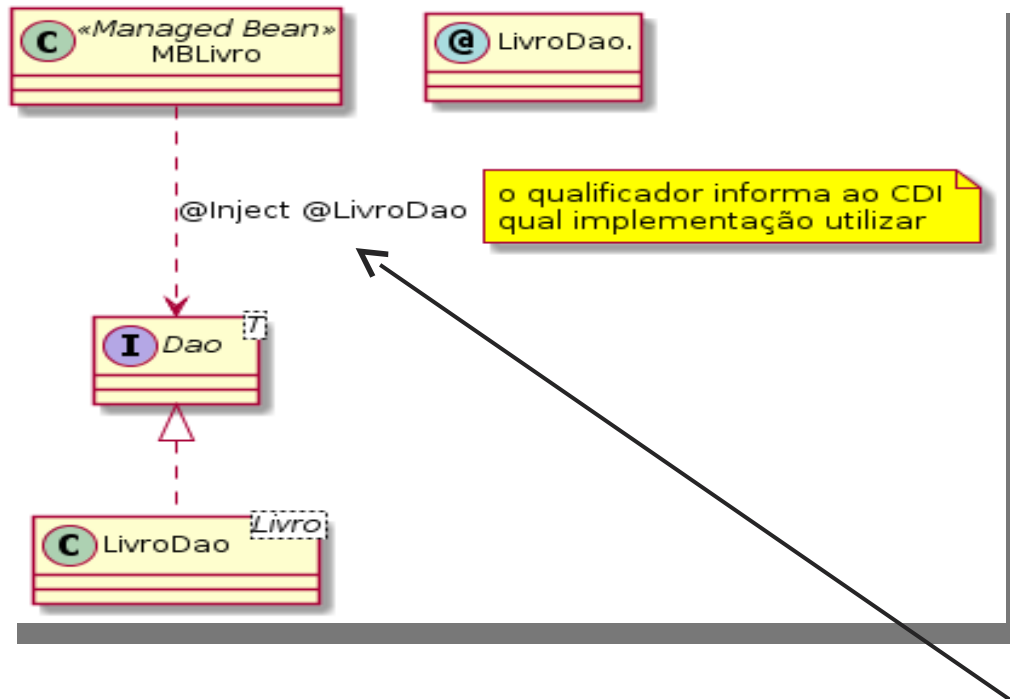 C «Managed Bean»
MBLivro
@ LivroDao.
@Inject @LivroDao
o qualificador informa ao CDI
qual implementação utilizar
T
I Dao
Livro
C LivroDao